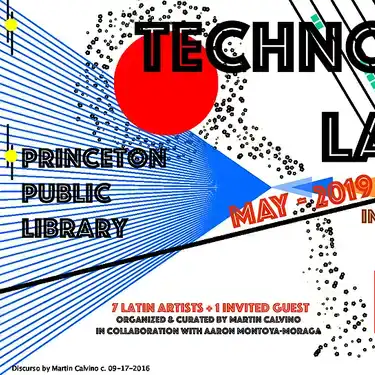 TECHNO
LA
PRINCETON
PUBLIC
LIBRARY
MAY - 2019
IN
7 LATIN ARTISTS + 1 INVITED GUEST
ORGANIZED & CURATED BY MARTIN CALVINO
IN COLLABORATION WITH AARON MONTOYA-MORAGA
Discurso by Martin Calvino c. 09-17-2016